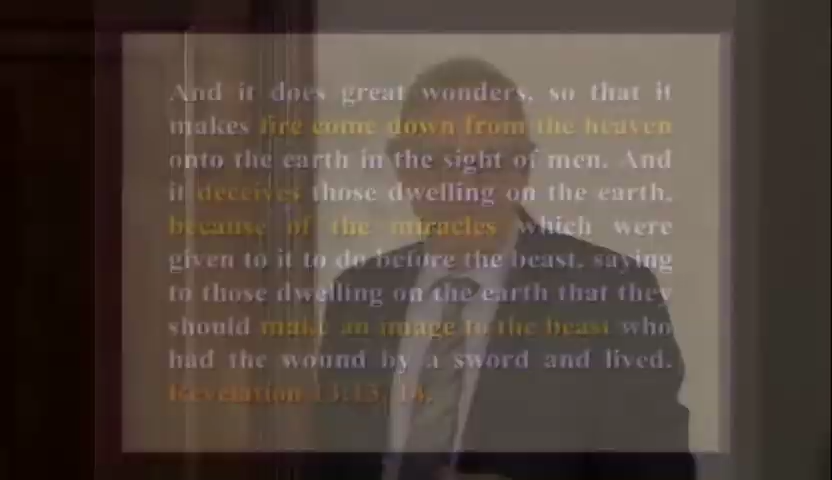 And it does great wonders, so that it
makes fire come down from the heaven
onto the earth in the sight of men. And
it deceives those dwelling on the earth,
because of the miracles which were
given to it to do before the beast, saying
to those dwelling on the earth that they
should make an image to the beast who
had the wound by a sword and lived.
Revelation 13:13, 14.